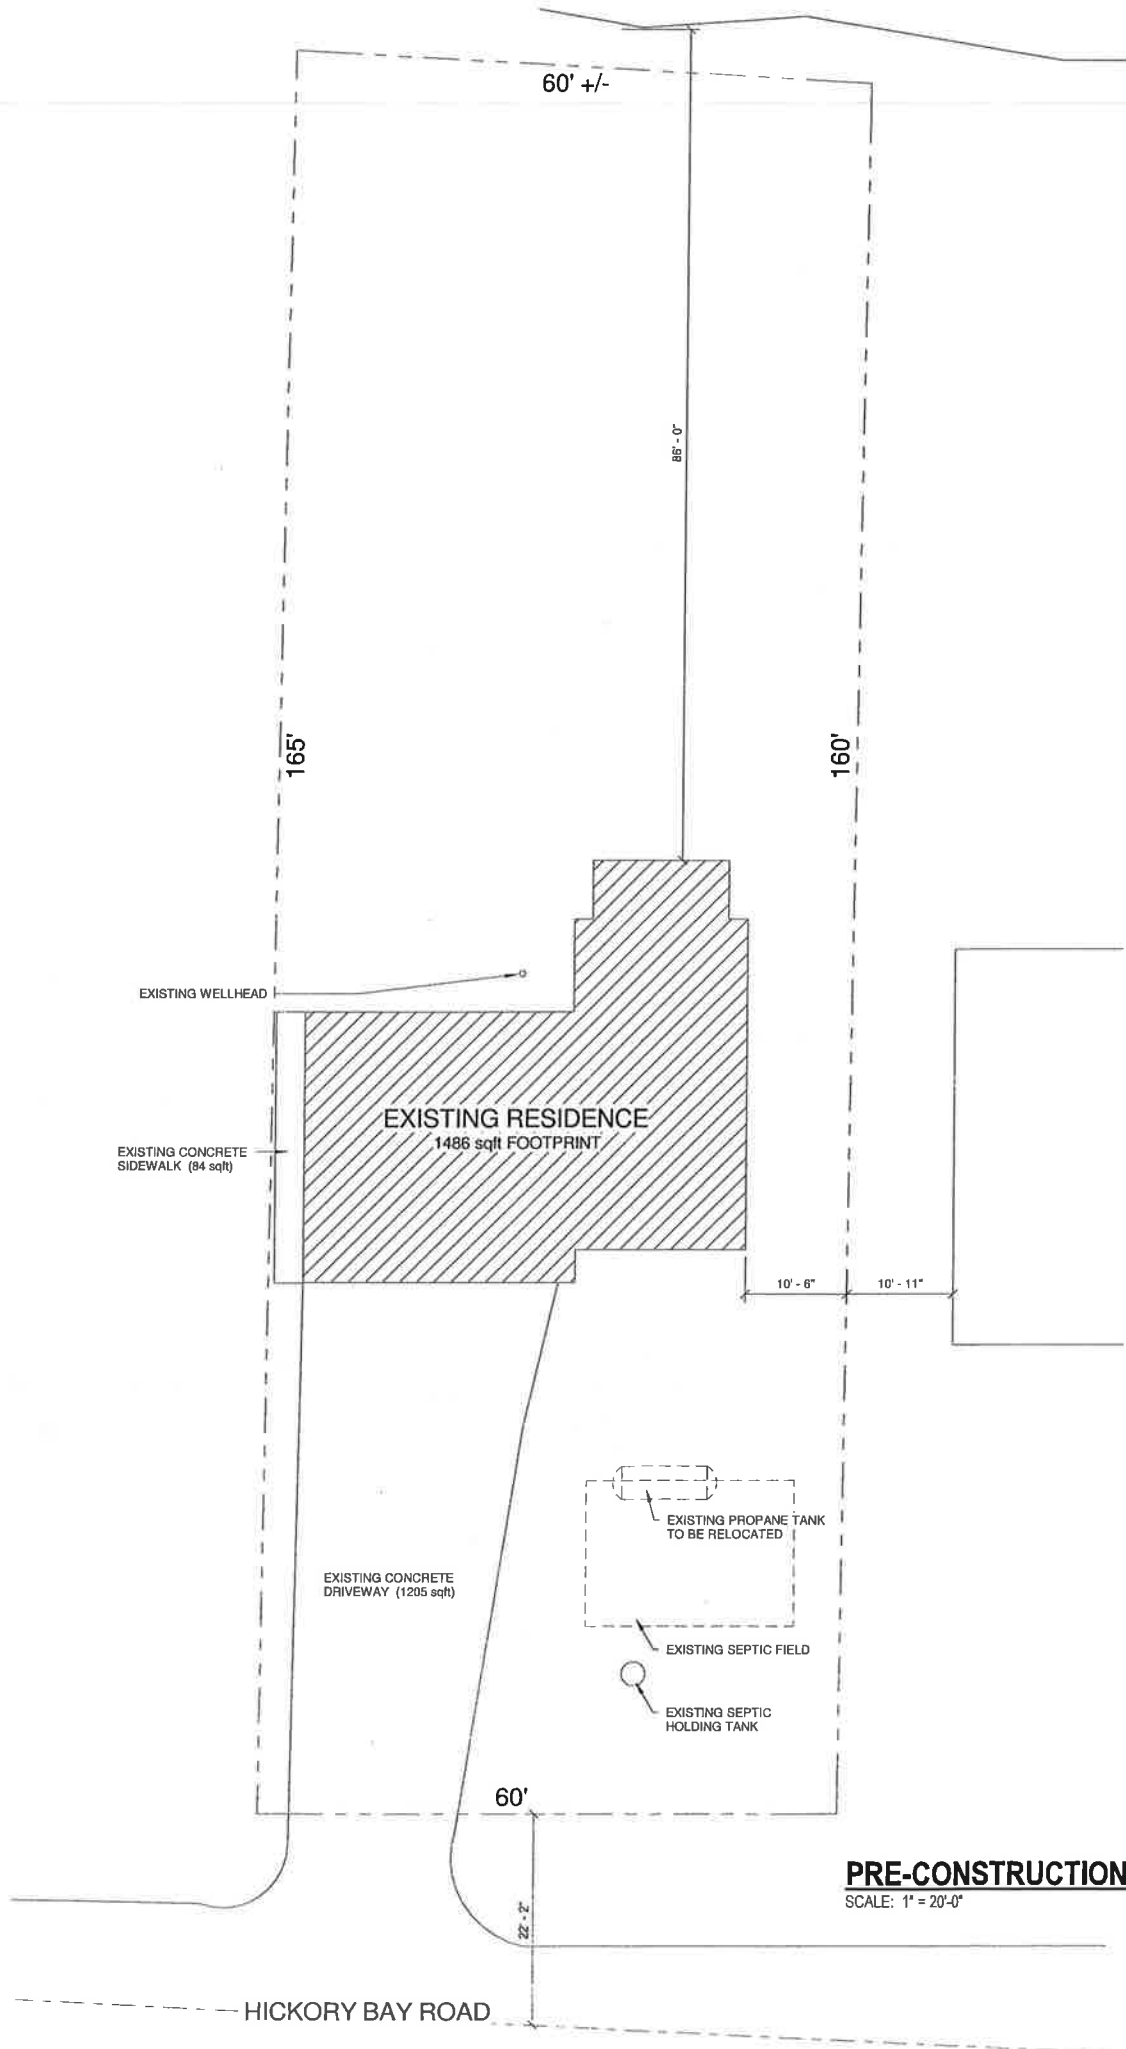 60' +/-
86' - 0"
165'
160'
EXISTING WELLHEAD
EXISTING RESIDENCE
1486 sqft FOOTPRINT
EXISTING CONCRETE
SIDEWALK (84 sqft)
10' - 6"
10' - 11"
EXISTING PROPANE TANK
TO BE RELOCATED
EXISTING CONCRETE
DRIVEWAY (1205 sqft)
EXISTING SEPTIC FIELD
EXISTING SEPTIC
HOLDING TANK
60'
PRE-CONSTRUCTION
SCALE: 1" = 20'-0"
22' - 2"
HICKORY BAY ROAD